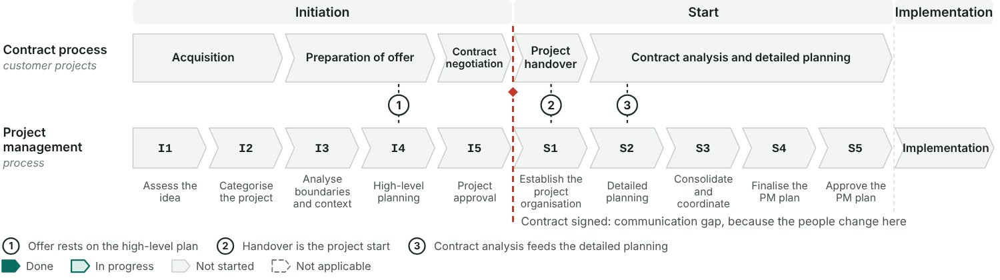 Initiation
Start
Implementation
Contract process
customer projects
Acquisition
Preparation of offer
Contract
negotiation
Project
handover
Contract analysis and detailed planning
1
2
3
Project
management
process
I1
I2
I3
I4
I5
S1
S2
S3
S4
S5
Implementation
Assess the
idea
Categorise
the project
Analyse
boundaries
and context
High-level
planning
Project
approval
Establish the
project
organisation
Detailed
planning
Consolidate
and
coordinate
Finalise the
PM plan
Approve the
PM plan
Contract signed: communication gap, because the people change here
1 Offer rests on the high-level plan
2 Handover is the project start
3 Contract analysis feeds the detailed planning
Done
In progress
Not started
Not applicable